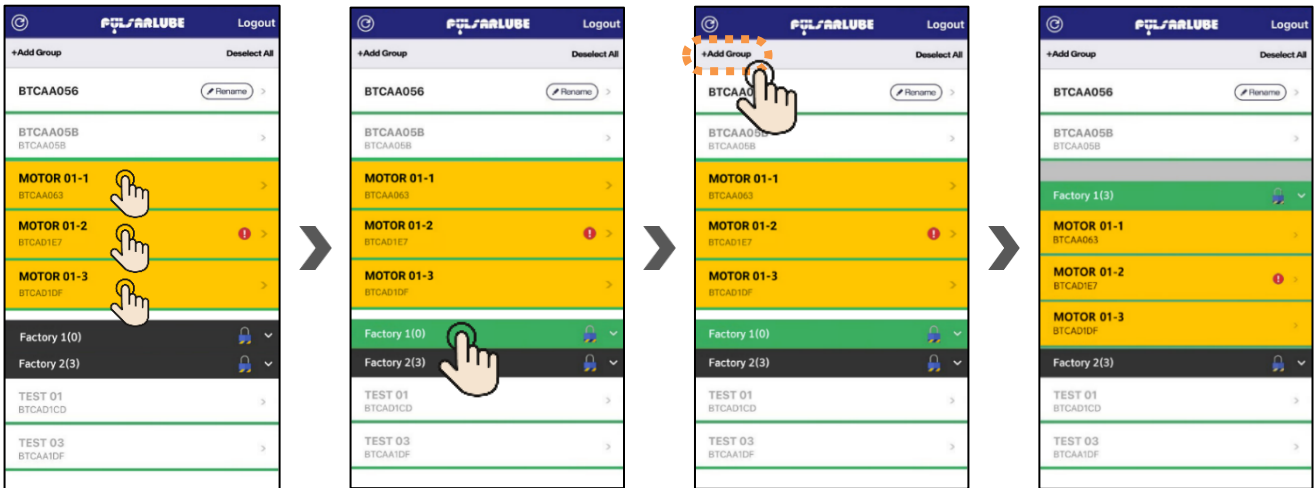 PULSARLUBE Logout
+Add Group Deselect All
BTCAA056 Rename
BTCAA05B
BTCAA05B
MOTOR 01-1
BTCAA063
MOTOR 01-2
BTCAD1E7
MOTOR 01-3
BTCAD1DF
Factory 1(0)
Factory 2(3)
TEST 01
BTCAD1CD
TEST 03
BTCAA1DF
PULSARLUBE Logout
+Add Group Deselect All
BTCAA056 Rename
BTCAA05B
BTCAA05B
MOTOR 01-1
BTCAA063
MOTOR 01-2
BTCAD1E7
MOTOR 01-3
BTCAD1DF
Factory 1(0)
Factory 2(3)
TEST 01
BTCAD1CD
TEST 03
BTCAA1DF
PULSARLUBE Logout
+Add Group Deselect All
Rename
BTCAA05B
MOTOR 01-1
BTCAA063
MOTOR 01-2
BTCAD1E7
MOTOR 01-3
BTCAD1DF
Factory 1(0)
Factory 2(3)
TEST 01
BTCAD1CD
TEST 03
BTCAA1DF
PULSARLUBE Logout
+Add Group Deselect All
BTCAA056 Rename
BTCAA05B
BTCAA05B
Factory 1(3)
MOTOR 01-1
BTCAA063
MOTOR 01-2
BTCAD1E7
MOTOR 01-3
BTCAD1DF
Factory 2(3)
TEST 01
BTCAD1CD
TEST 03
BTCAA1DF